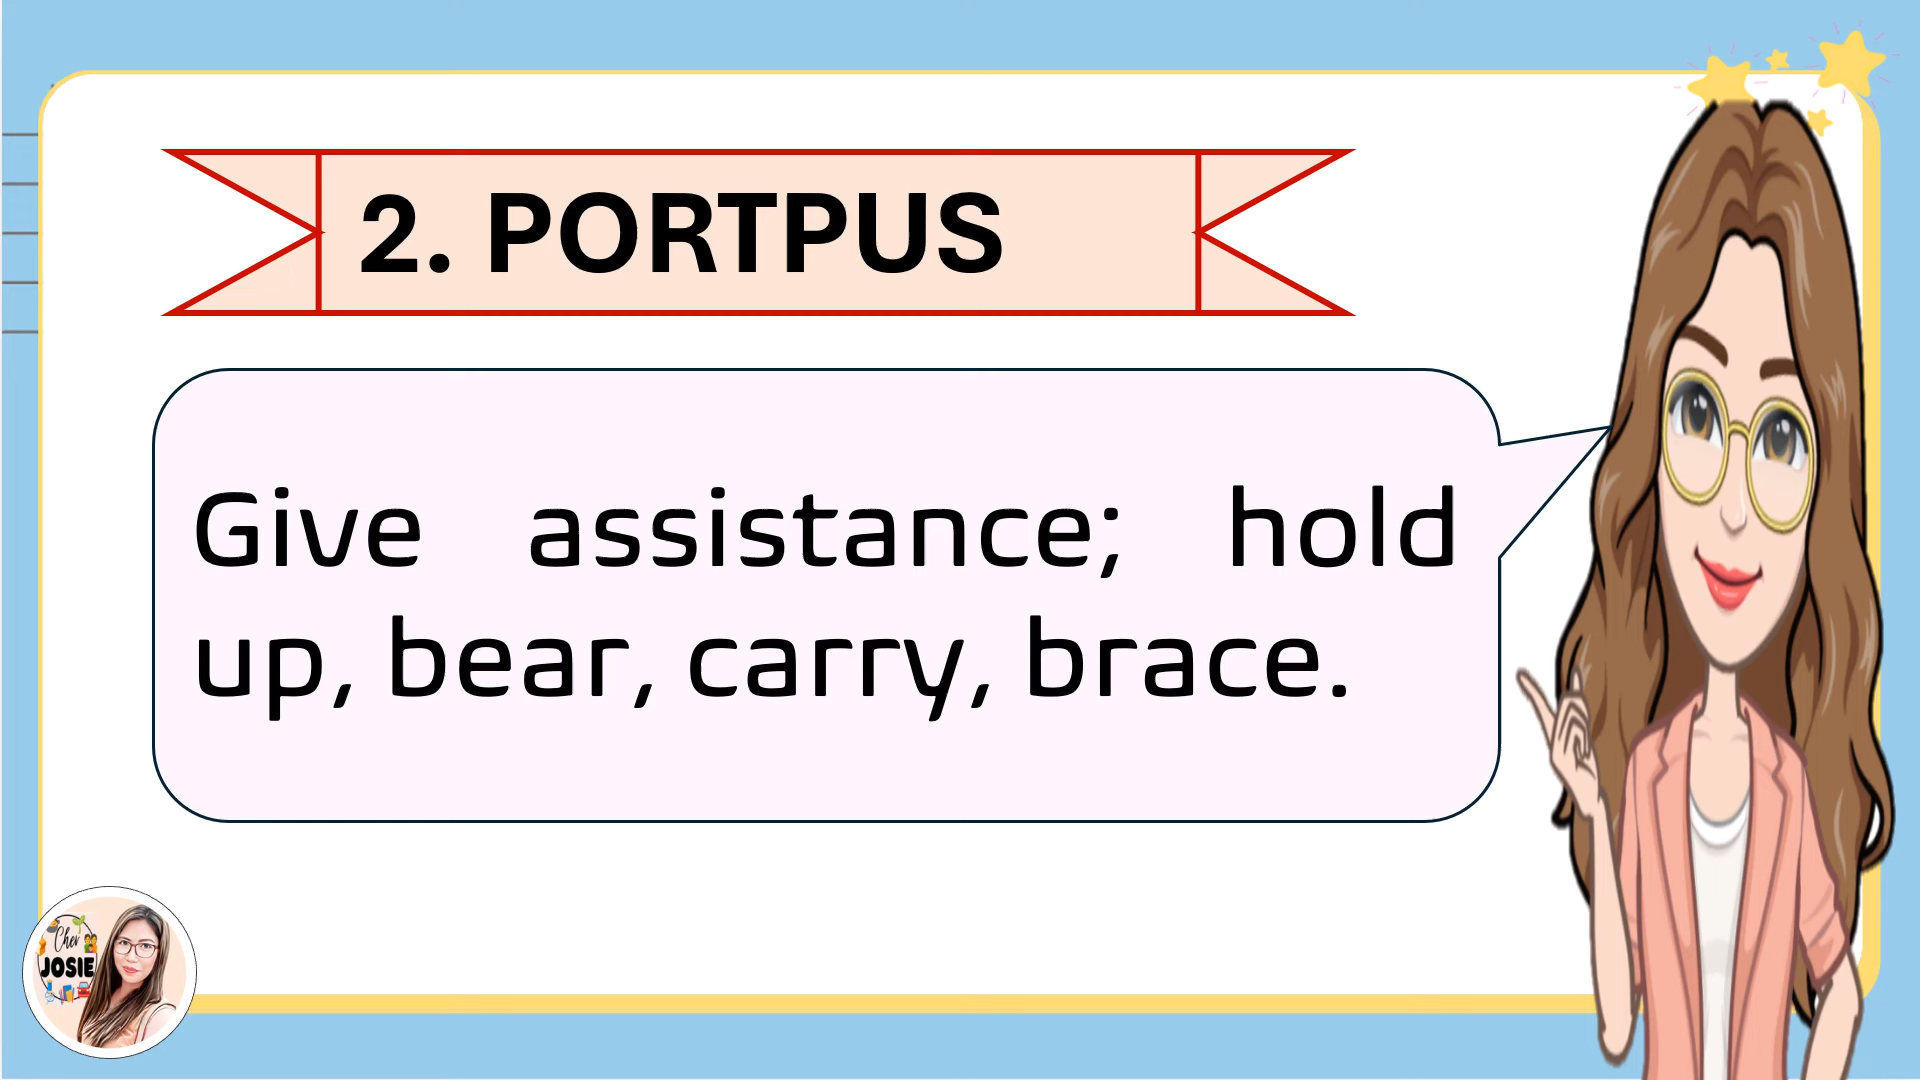 2. PORTPUS
Give assistance; hold
up, bear, carry, brace.
Cher
JOSIE